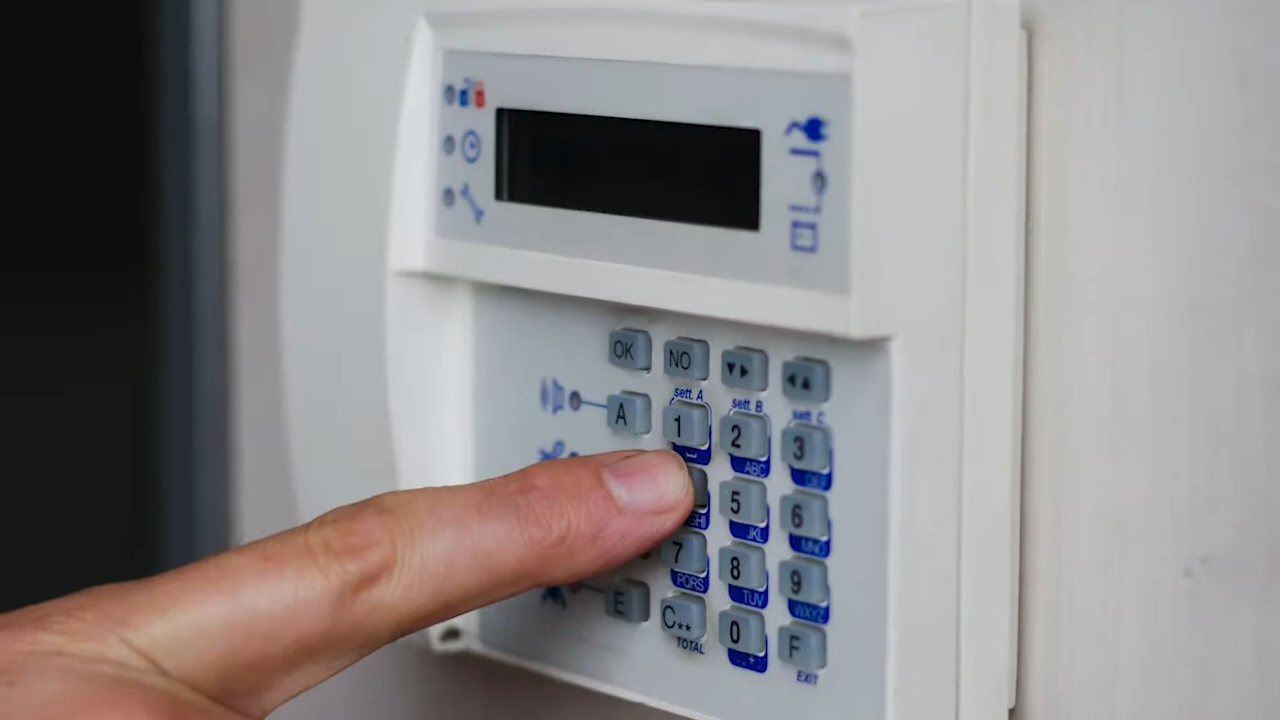 OK NO
sett. A sett. B sett. C
A 1 2 3
ABC DEF
5 6
GHI JKL MNO
7 8 9
PQRS TUV WXYZ
E C** 0 F
TOTAL + EXIT